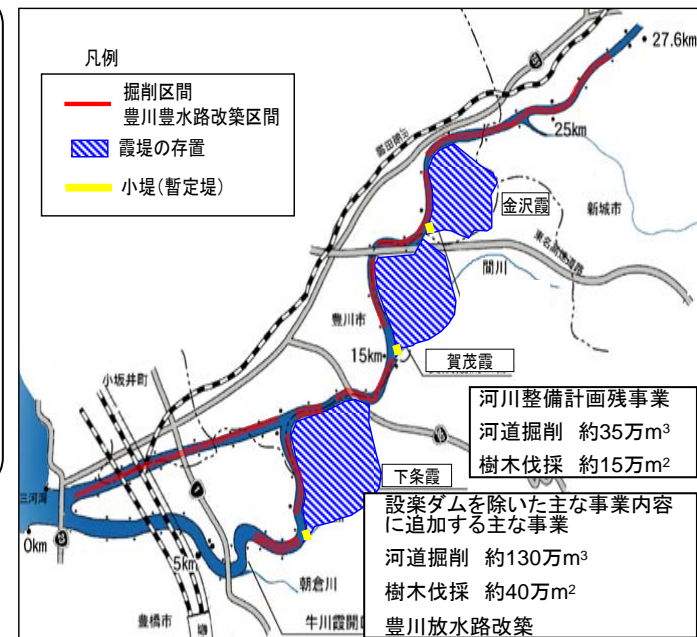 凡例
掘削区間
豊川豊水路改築区間
霞堤の存置
小堤(暫定堤)
27.6km
25km
金沢霞
新城市
東名高速道路
間川
豊川市
15km
賀茂霞
小坂井町
河川整備計画残事業
河道掘削 約35万m³
樹木伐採 約15万m²
下条霞
三河湾
0km
5km
設楽ダムを除いた主な事業内容
に追加する主な事業
河道掘削 約130万m³
樹木伐採 約40万m²
豊川放水路改築
朝倉川
豊橋市
牛川霞開